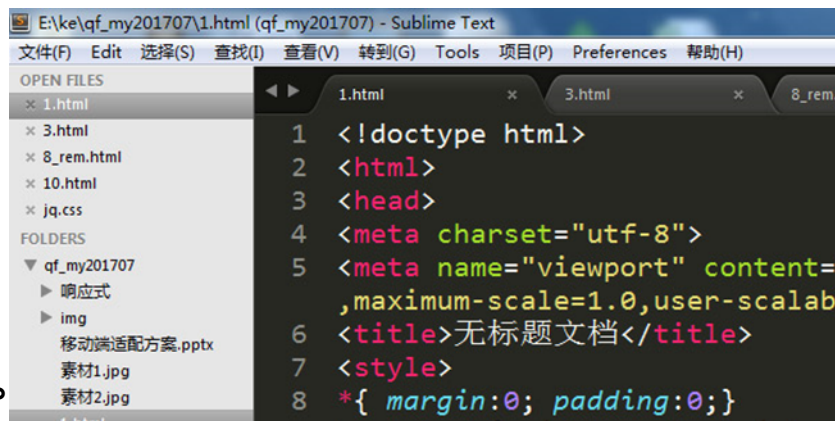 E:\ke\qf_my201707\1.html (qf_my201707) - Sublime Text
文件(F) Edit 选择(S) 查找(I) 查看(V) 转到(G) Tools 项目(P) Preferences 帮助(H)
OPEN FILES
1.html
3.html
8_rem.html
10.html
jq.css
FOLDERS
qf_my201707
响应式
img
移动端适配方案.pptx
素材1.jpg
素材2.jpg
1.html 3.html 8_rem.
1 <!doctype html>
2 <html>
3 <head>
4 <meta charset="utf-8">
5 <meta name="viewport" content=
,maximum-scale=1.0,user-scalab
6 <title>无标题文档</title>
7 <style>
8 *{ margin:0; padding:0;}